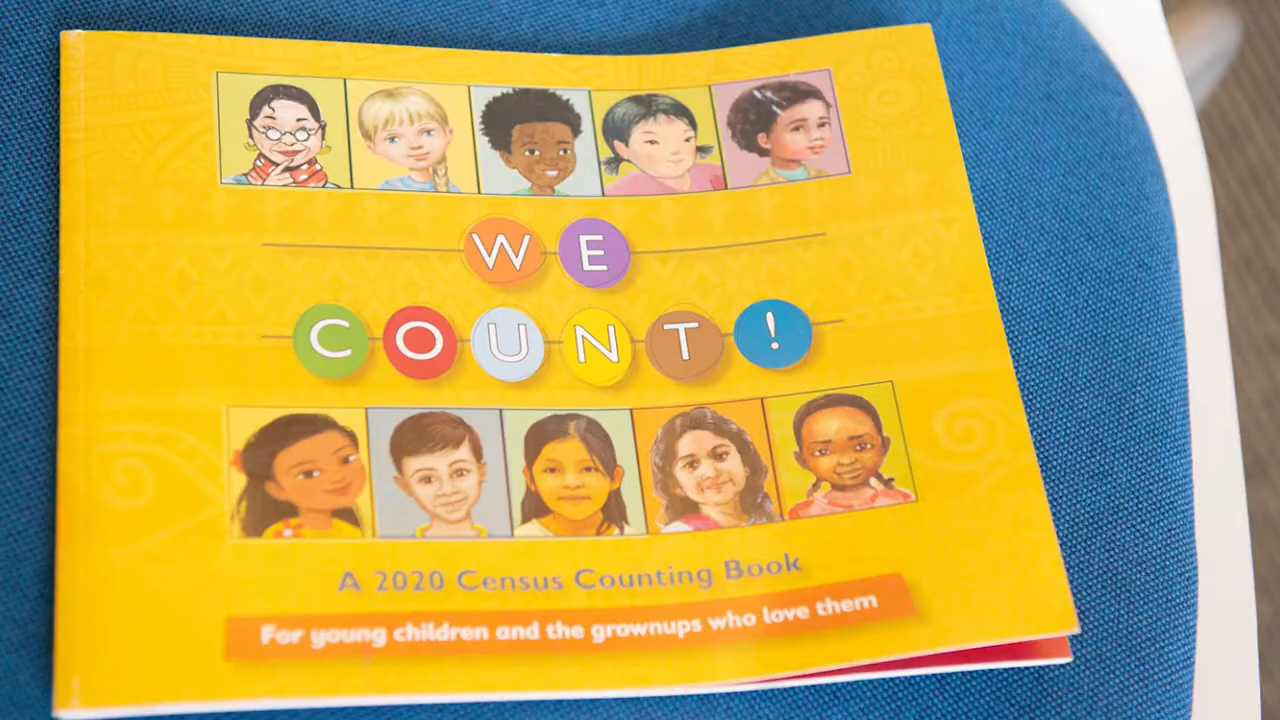 WE
COUNT!
A 2020 Census Counting Book
For young children and the grownups who love them